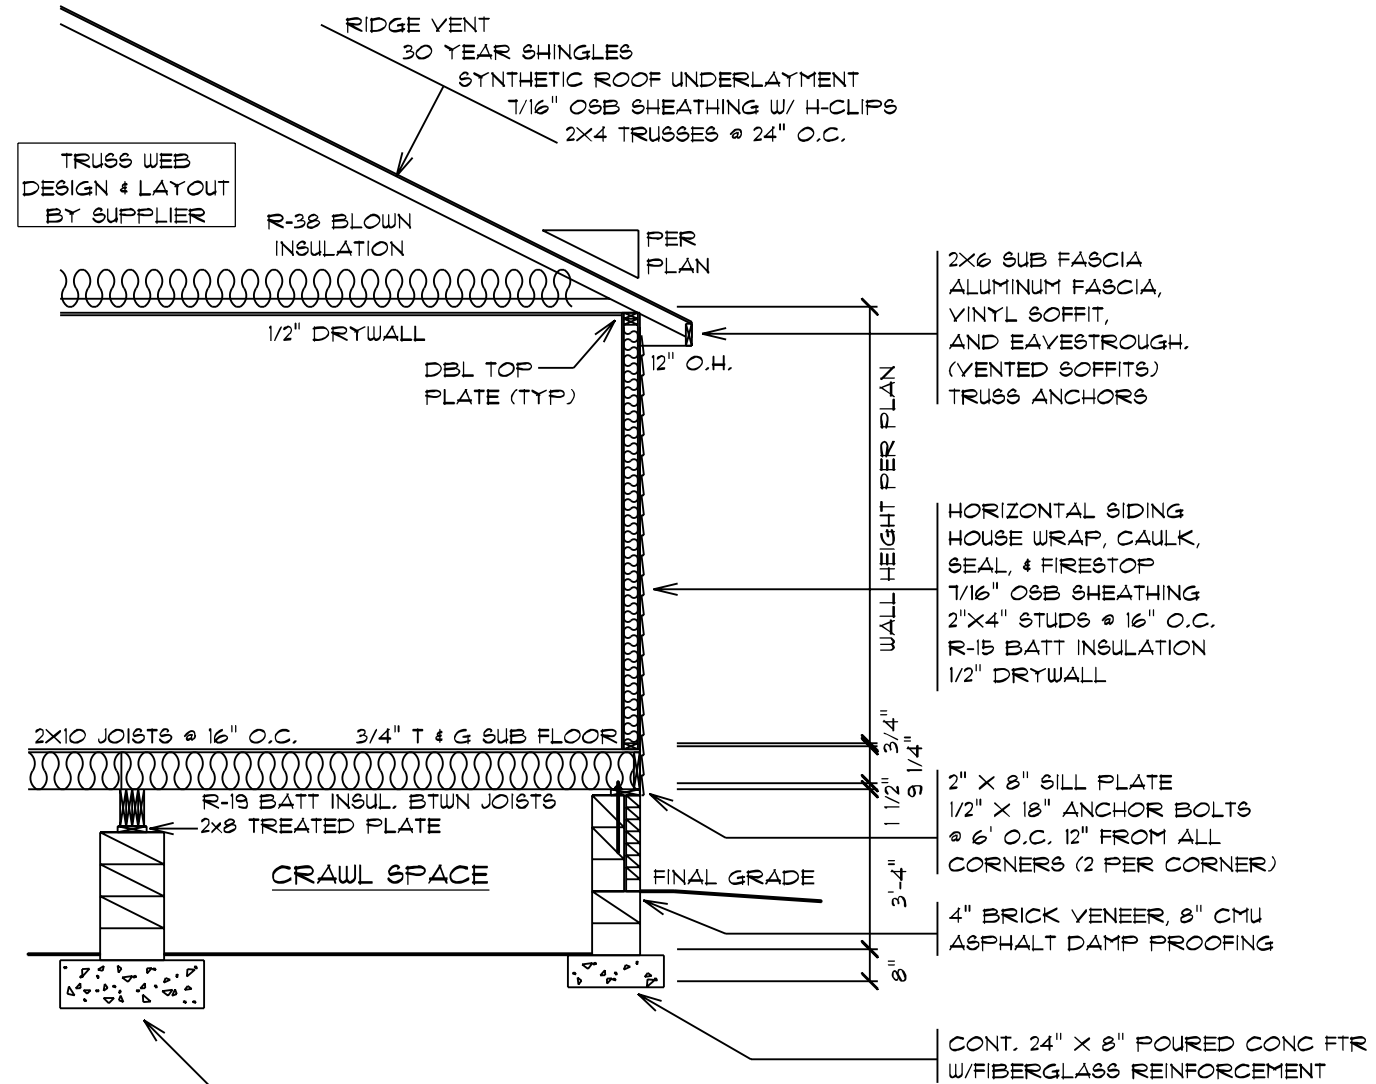 RIDGE VENT
30 YEAR SHINGLES
SYNTHETIC ROOF UNDERLAYMENT
7/16" OSB SHEATHING W/ H-CLIPS
2X4 TRUSSES @ 24" O.C.
TRUSS WEB
DESIGN & LAYOUT
BY SUPPLIER
R-38 BLOWN
INSULATION
PER
PLAN
1/2" DRYWALL
DBL TOP
PLATE (TYP.)
12" O.H.
2X6 SUB FASCIA
ALUMINUM FASCIA,
VINYL SOFFIT,
AND EAVESTROUGH.
(VENTED SOFFITS)
TRUSS ANCHORS
WALL HEIGHT PER PLAN
HORIZONTAL SIDING
HOUSE WRAP, CAULK,
SEAL, & FIRESTOP
7/16" OSB SHEATHING
2"X4" STUDS @ 16" O.C.
R-15 BATT INSULATION
1/2" DRYWALL
2X10 JOISTS @ 16" O.C.
3/4" T & G SUB FLOOR
3/4"
9 1/4"
1 1/2"
R-19 BATT INSUL. BTWN JOISTS
2x8 TREATED PLATE
2" X 8" SILL PLATE
1/2" X 18" ANCHOR BOLTS
@ 6' O.C. 12" FROM ALL
CORNERS (2 PER CORNER)
CRAWL SPACE
FINAL GRADE
3'-4"
4" BRICK VENEER, 8" CMU
ASPHALT DAMP PROOFING
8"
CONT. 24" X 8" POURED CONC FTR
W/FIBERGLASS REINFORCEMENT